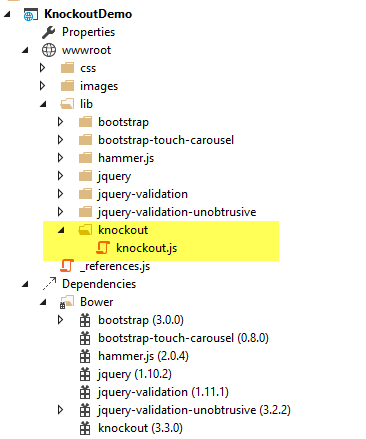 KnockoutDemo
Properties
wwwroot
css
images
lib
bootstrap
bootstrap-touch-carousel
hammer.js
jquery
jquery-validation
jquery-validation-unobtrusive
knockout
knockout.js
_references.js
Dependencies
Bower
bootstrap (3.0.0)
bootstrap-touch-carousel (0.8.0)
hammer.js (2.0.4)
jquery (1.10.2)
jquery-validation (1.11.1)
jquery-validation-unobtrusive (3.2.2)
knockout (3.3.0)